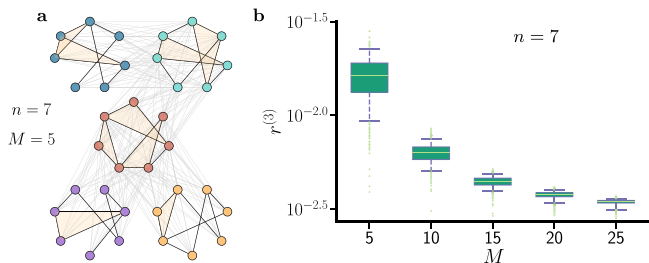 a
n = 7
M = 5
b
n = 7
r^{(3)}
10^{-1.5}
10^{-2.0}
10^{-2.5}
5 10 15 20 25
M